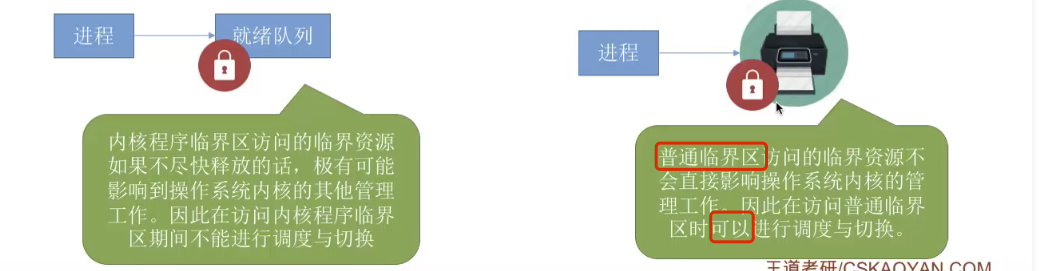 进程
就绪队列
进程
内核程序临界区访问的临界资源
如果不尽快释放的话，极有可能
影响到操作系统内核的其他管理
工作。因此在访问内核程序临界
区期间不能进行调度与切换
普通临界区访问的临界资源不
会直接影响操作系统内核的管
理工作。因此在访问普通临界
区时可以进行调度与切换。
王道考研/CSKAOYAN.COM